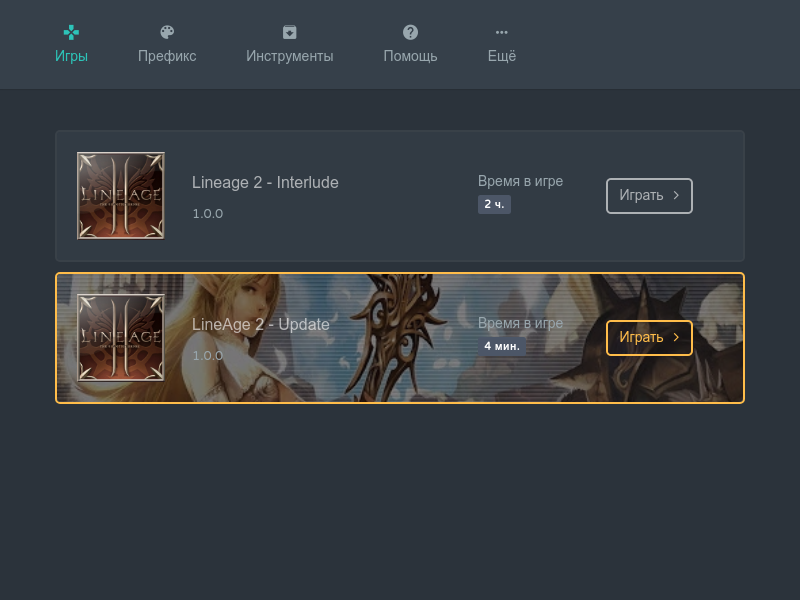 Игры
Префикс
Инструменты
Помощь
Ещё
LINEAGE
Lineage 2 - Interlude
1.0.0
Время в игре
2 ч.
Играть
LINEAGE
LineAge 2 - Update
1.0.0
Время в игре
4 мин.
Играть